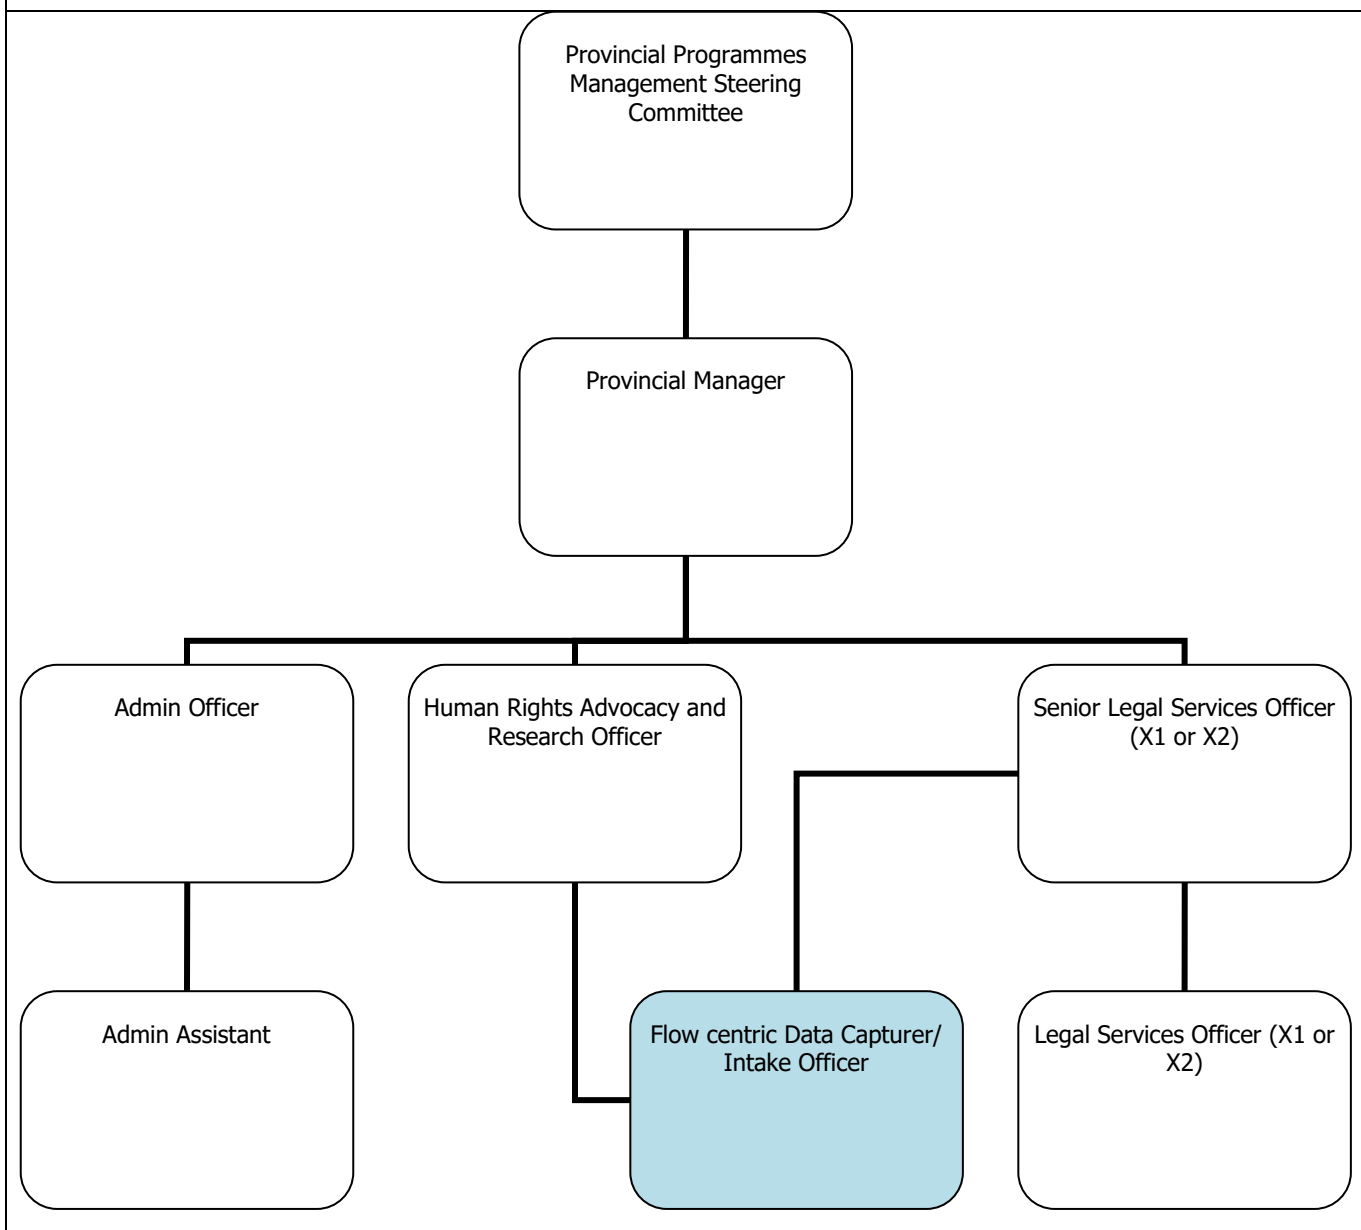 Provincial Programmes
Management Steering
Committee
Provincial Manager
Admin Officer
Human Rights Advocacy and
Research Officer
Senior Legal Services Officer
(X1 or X2)
Admin Assistant
Flow centric Data Capturer/
Intake Officer
Legal Services Officer (X1 or
X2)